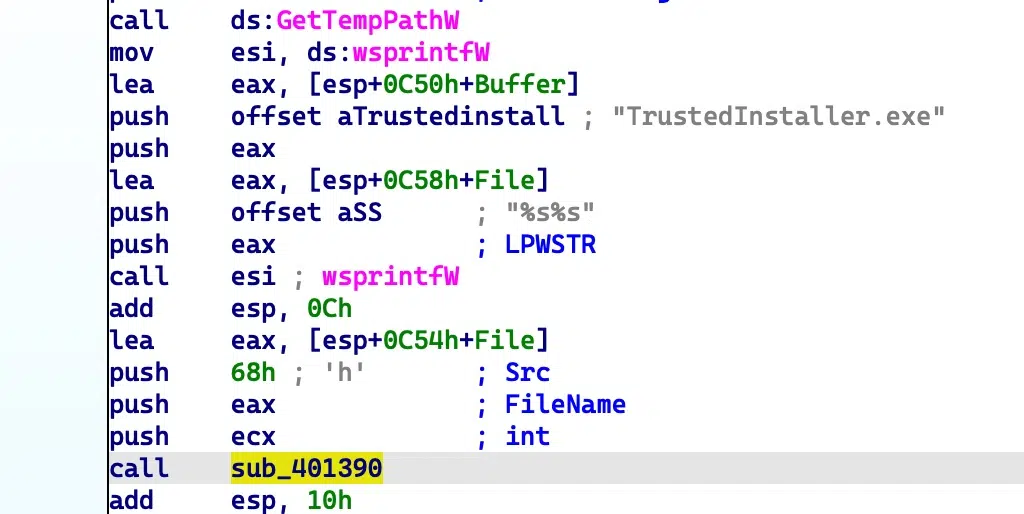 call ds:GetTempPathW
mov esi, ds:wsprintfW
lea eax, [esp+0C50h+Buffer]
push offset aTrustedinstall ; "TrustedInstaller.exe"
push eax
lea eax, [esp+0C58h+File]
push offset aSS ; "%s%s"
push eax ; LPWSTR
call esi ; wsprintfW
add esp, 0Ch
lea eax, [esp+0C54h+File]
push 68h ; 'h' ; Src
push eax ; FileName
push ecx ; int
call sub_401390
add esp, 10h